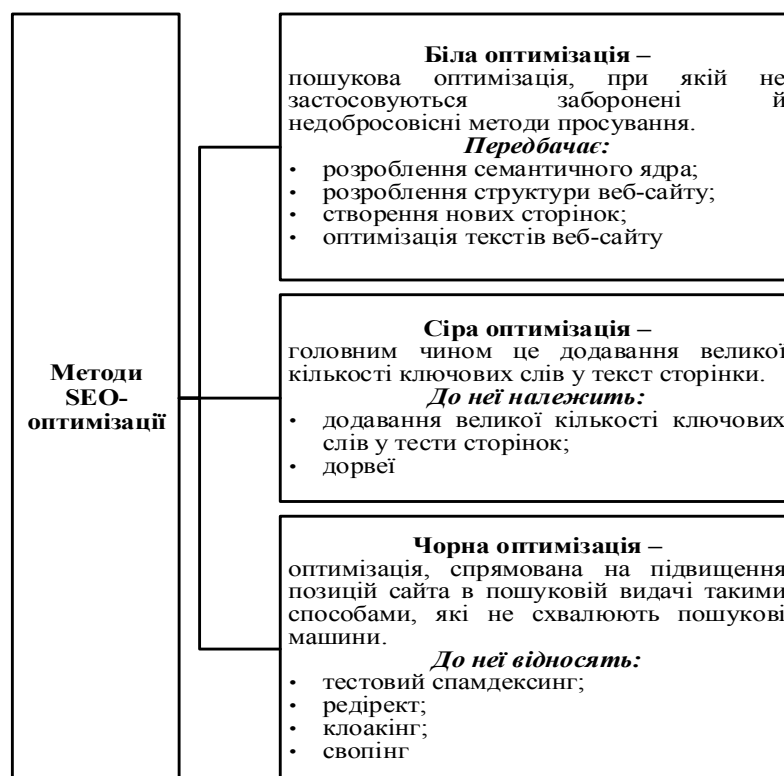 Методи
SEO-
оптимізації
Біла оптимізація –
пошукова оптимізація, при якій не
застосовуються заборонені й
недобросовісні методи просування.
Передбачає:
• розроблення семантичного ядра;
• розроблення структури веб-сайту;
• створення нових сторінок;
• оптимізація текстів веб-сайту
Сіра оптимізація –
головним чином це додавання великої
кількості ключових слів у текст сторінки.
До неї належить:
• додавання великої кількості ключових
слів у тести сторінок;
• дорвеї
Чорна оптимізація –
оптимізація, спрямована на підвищення
позицій сайта в пошуковій видачі такими
способами, які не схвалюють пошукові
машини.
До неї відносять:
• тестовий спамдексинг;
• редірект;
• клоакінг;
• свопінг